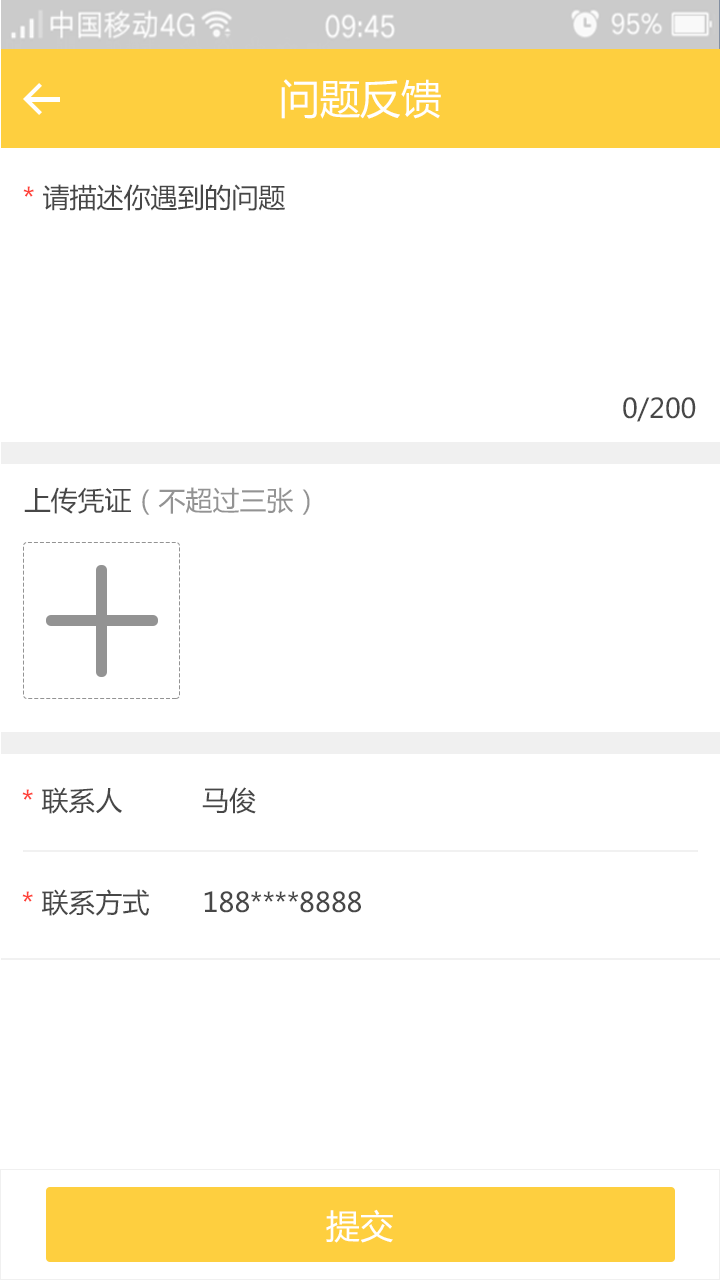 中国移动4G 09:45 95%
问题反馈
* 请描述你遇到的问题
0/200
上传凭证（不超过三张）
* 联系人 马俊
* 联系方式 188****8888
提交